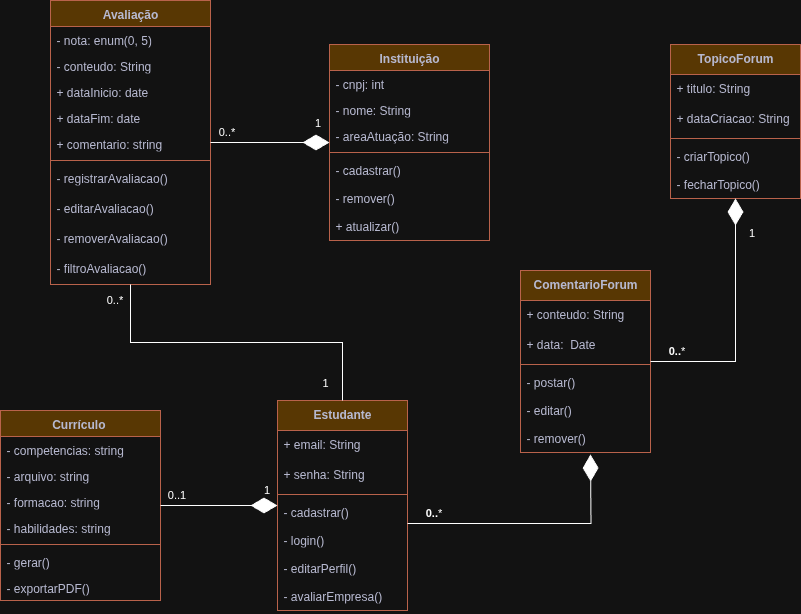 Avaliação
- nota: enum(0, 5)
- conteudo: String
+ dataInicio: date
+ dataFim: date
+ comentario: string
- registrarAvaliacao()
- editarAvaliacao()
- removerAvaliacao()
- filtroAvaliacao()
0..*
1
Instituição
- cnpj: int
- nome: String
- areaAtuação: String
- cadastrar()
- remover()
+ atualizar()
TopicoForum
+ titulo: String
+ dataCriacao: String
- criarTopico()
- fecharTopico()
1
ComentarioForum
+ conteudo: String
+ data: Date
- postar()
- editar()
- remover()
0..*
0..*
1
Currículo
- competencias: string
- arquivo: string
- formacao: string
- habilidades: string
- gerar()
- exportarPDF()
0..1
1
Estudante
+ email: String
+ senha: String
- cadastrar()
- login()
- editarPerfil()
- avaliarEmpresa()
0..*